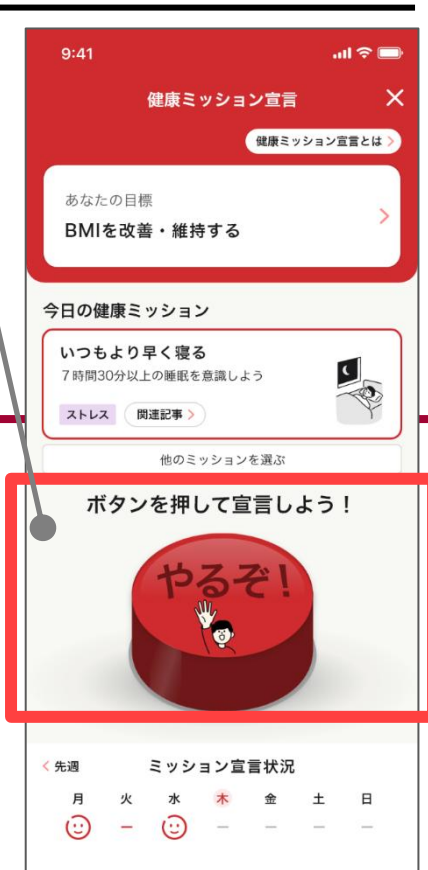 9:41
健康ミッション宣言
健康ミッション宣言とは
あなたの目標
BMIを改善・維持する
今日の健康ミッション
いつもより早く寝る
7時間30分以上の睡眠を意識しよう
ストレス 関連記事
他のミッションを選ぶ
ボタンを押して宣言しよう！
やるぞ！
先週 ミッション宣言状況
月 火 水 木 金 土 日